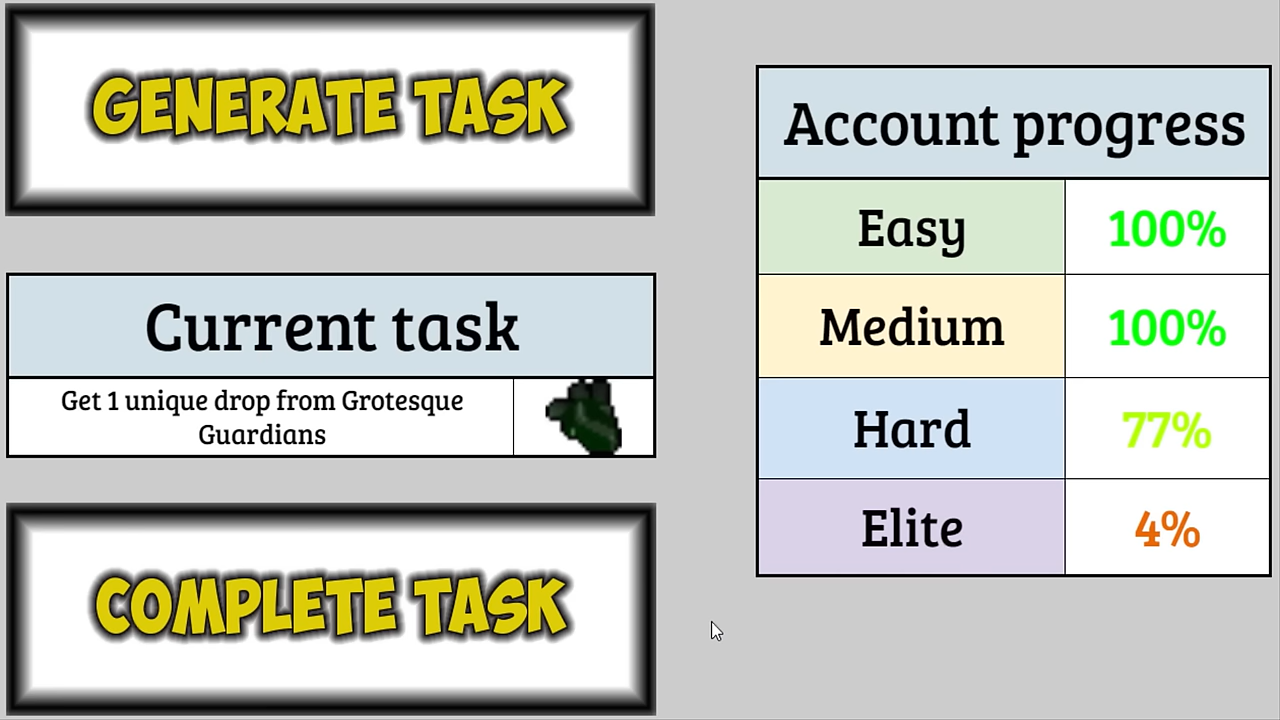 GENERATE TASK
Current task
Get 1 unique drop from Grotesque
Guardians
COMPLETE TASK
Account progress
Easy 100%
Medium 100%
Hard 77%
Elite 4%